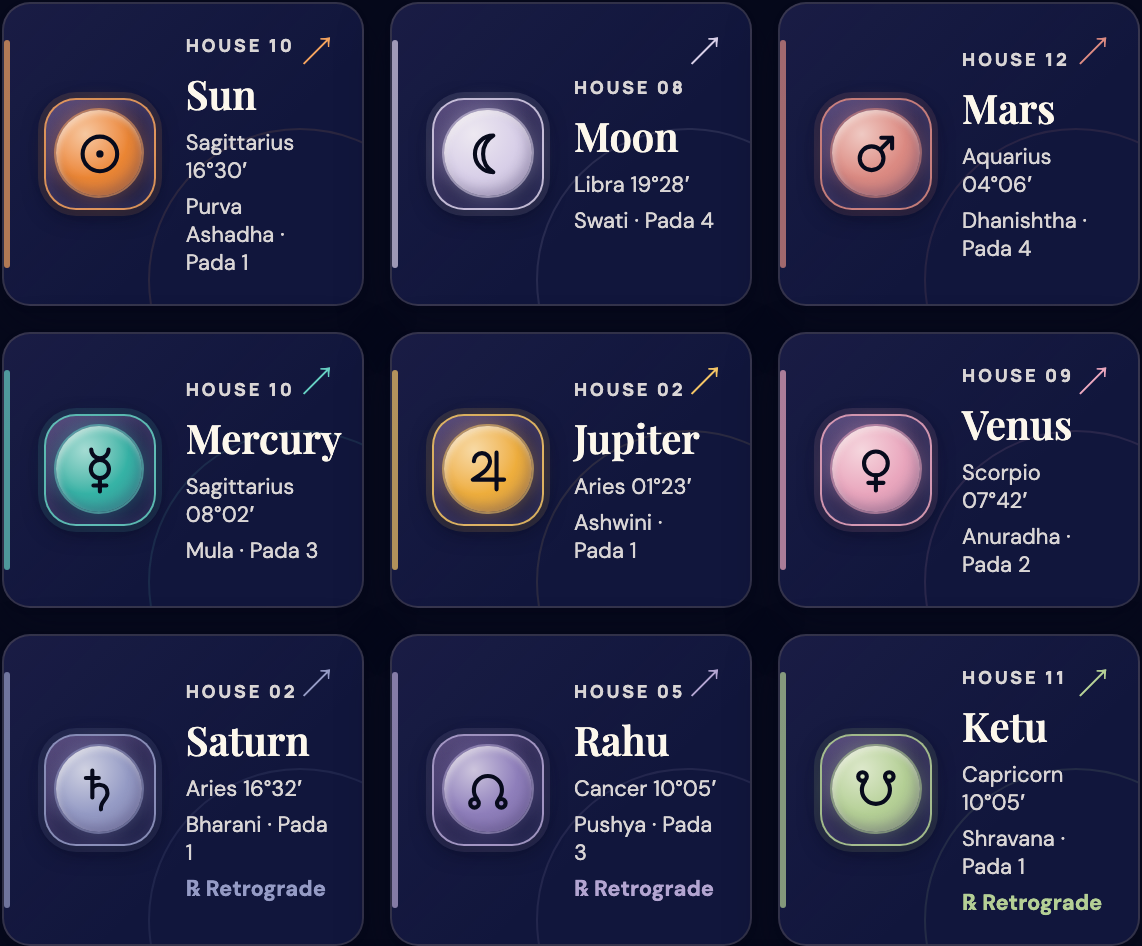 HOUSE 10
Sun
Sagittarius
16°30′
Purva
Ashadha ·
Pada 1
HOUSE 08
Moon
Libra 19°28′
Swati · Pada 4
HOUSE 12
Mars
Aquarius
04°06′
Dhanishtha ·
Pada 4
HOUSE 10
Mercury
Sagittarius
08°02′
Mula · Pada 3
HOUSE 02
Jupiter
Aries 01°23′
Ashwini ·
Pada 1
HOUSE 09
Venus
Scorpio
07°42′
Anuradha ·
Pada 2
HOUSE 02
Saturn
Aries 16°32′
Bharani · Pada
1
℞ Retrograde
HOUSE 05
Rahu
Cancer 10°05′
Pushya · Pada
3
℞ Retrograde
HOUSE 11
Ketu
Capricorn
10°05′
Shravana ·
Pada 1
℞ Retrograde